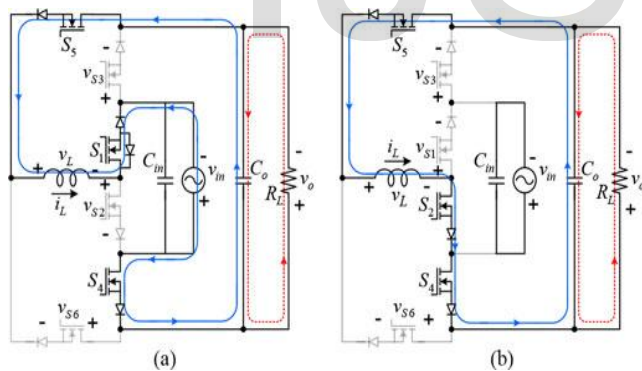 S5
vS3
+
S1
vL
+
iL
vS2
Cin
vin
Co
RL
vo
S4
vS6
(a)
S5
vS3
+
vS1
iL
+
vL
S2
Cin
vin
Co
RL
vo
S4
vS6
(b)